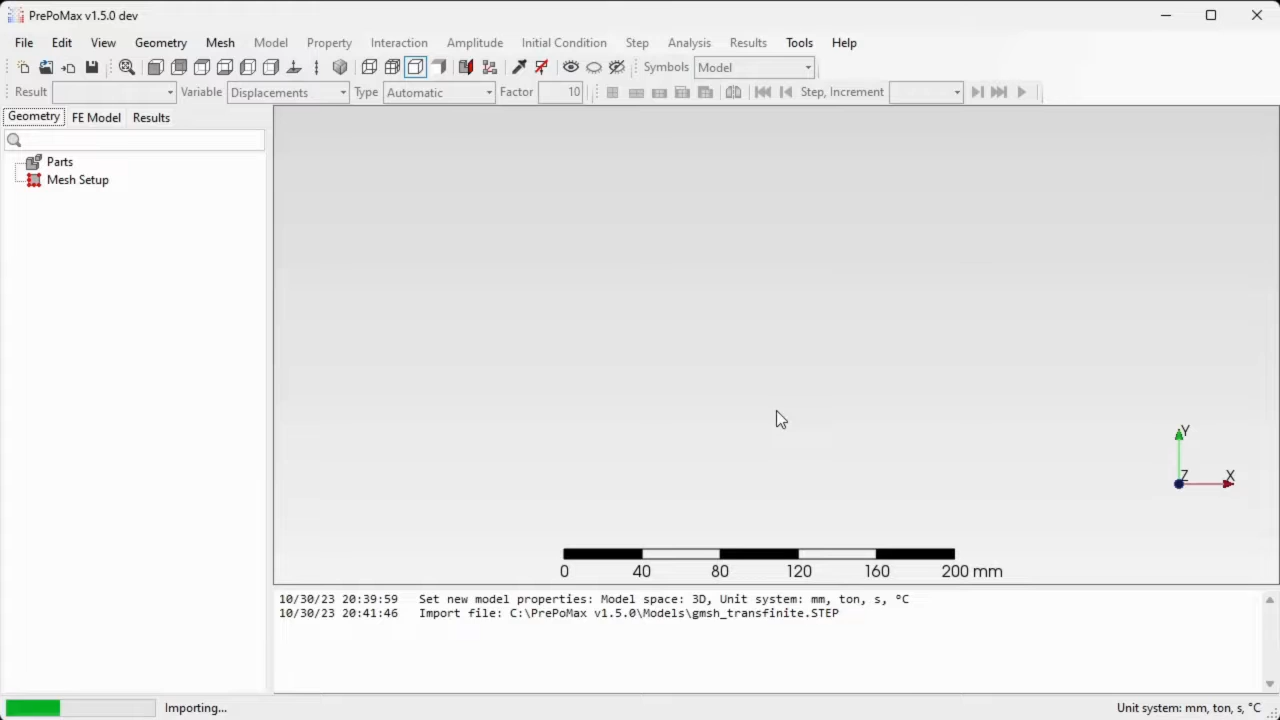 PrePoMax v1.5.0 dev
File Edit View Geometry Mesh Model Property Interaction Amplitude Initial Condition Step Analysis Results Tools Help
Symbols Model
Result Variable Displacements Type Automatic Factor 10 Step, Increment
Geometry FE Model Results
Parts
Mesh Setup
Y
Z X
0 40 80 120 160 200 mm
10/30/23 20:39:59 Set new model properties: Model space: 3D, Unit system: mm, ton, s, °C
10/30/23 20:41:46 Import file: C:\PrePoMax v1.5.0\Models\gmsh_transfinite.STEP
Importing... Unit system: mm, ton, s, °C